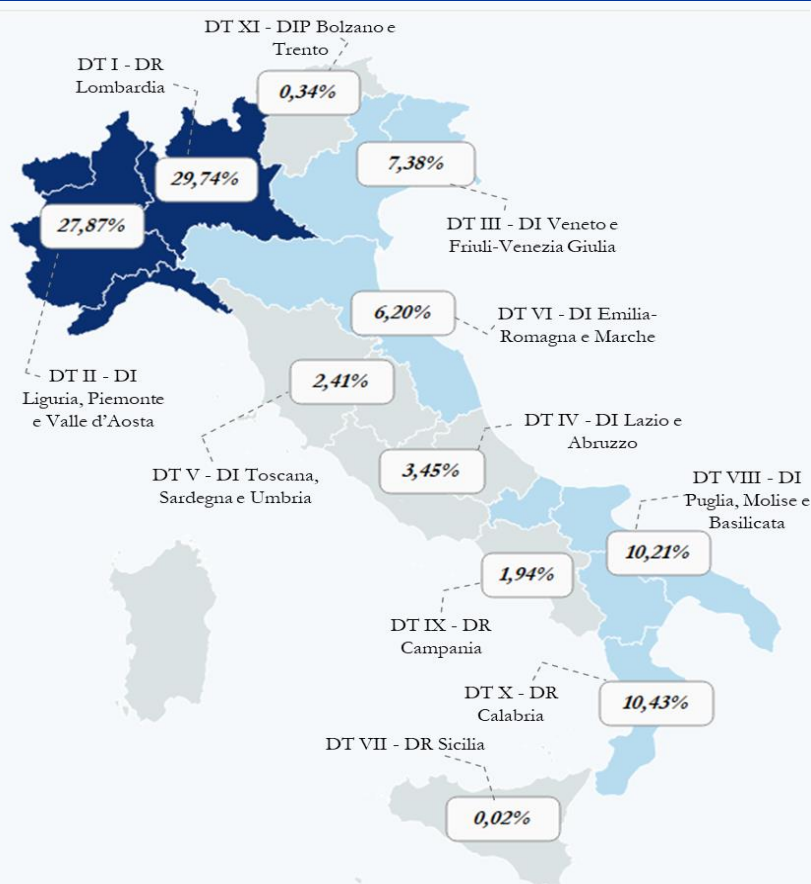 DT XI - DIP Bolzano e
Trento
0,34%
DT I - DR
Lombardia
29,74%
7,38%
DT III - DI Veneto e
Friuli-Venezia Giulia
27,87%
DT II - DI
Liguria, Piemonte
e Valle d’Aosta
6,20%
DT VI - DI Emilia-
Romagna e Marche
2,41%
DT V - DI Toscana,
Sardegna e Umbria
DT IV - DI Lazio e
Abruzzo
3,45%
DT VIII - DI
Puglia, Molise e
Basilicata
10,21%
1,94%
DT IX - DR
Campania
DT X - DR
Calabria
10,43%
DT VII - DR Sicilia
0,02%